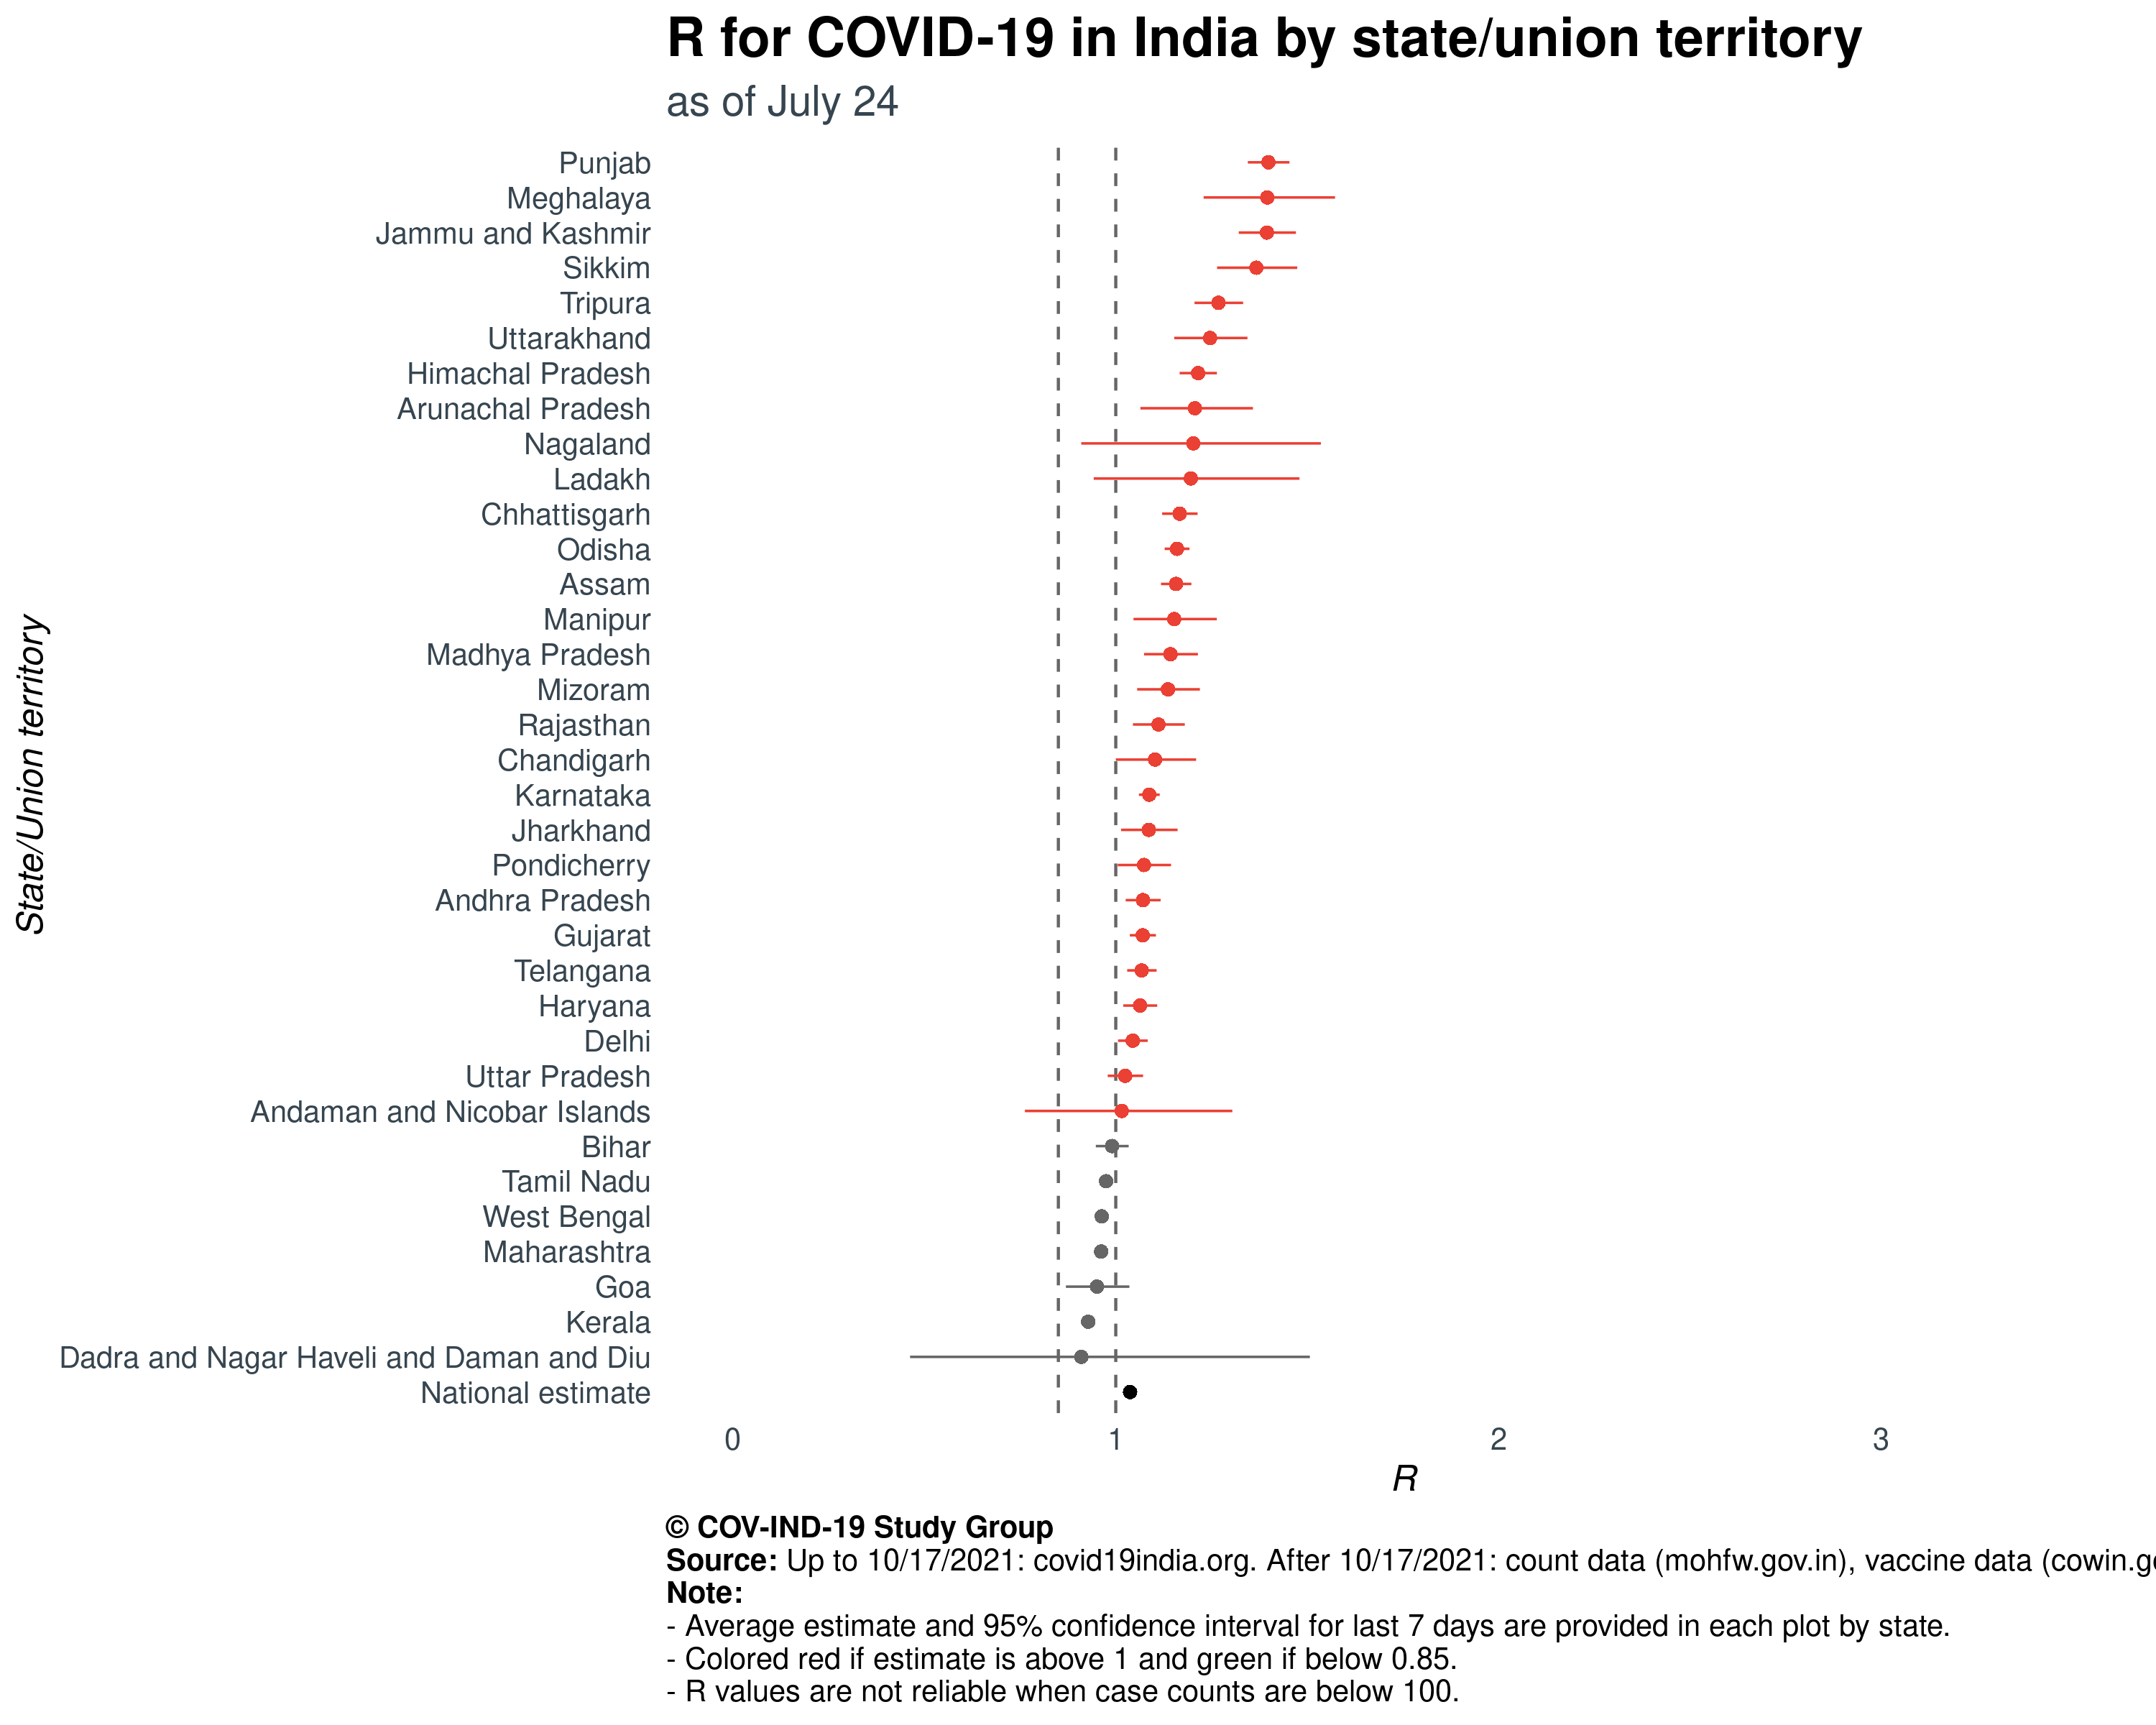 R for COVID-19 in India by state/union territory
as of July 24
State/Union territory
Punjab
Meghalaya
Jammu and Kashmir
Sikkim
Tripura
Uttarakhand
Himachal Pradesh
Arunachal Pradesh
Nagaland
Ladakh
Chhattisgarh
Odisha
Assam
Manipur
Madhya Pradesh
Mizoram
Rajasthan
Chandigarh
Karnataka
Jharkhand
Pondicherry
Andhra Pradesh
Gujarat
Telangana
Haryana
Delhi
Uttar Pradesh
Andaman and Nicobar Islands
Bihar
Tamil Nadu
West Bengal
Maharashtra
Goa
Kerala
Dadra and Nagar Haveli and Daman and Diu
National estimate
0 1 2 3
R
© COV-IND-19 Study Group
Source: Up to 10/17/2021: covid19india.org. After 10/17/2021: count data (mohfw.gov.in), vaccine data (cowin.g
Note:
- Average estimate and 95% confidence interval for last 7 days are provided in each plot by state.
- Colored red if estimate is above 1 and green if below 0.85.
- R values are not reliable when case counts are below 100.